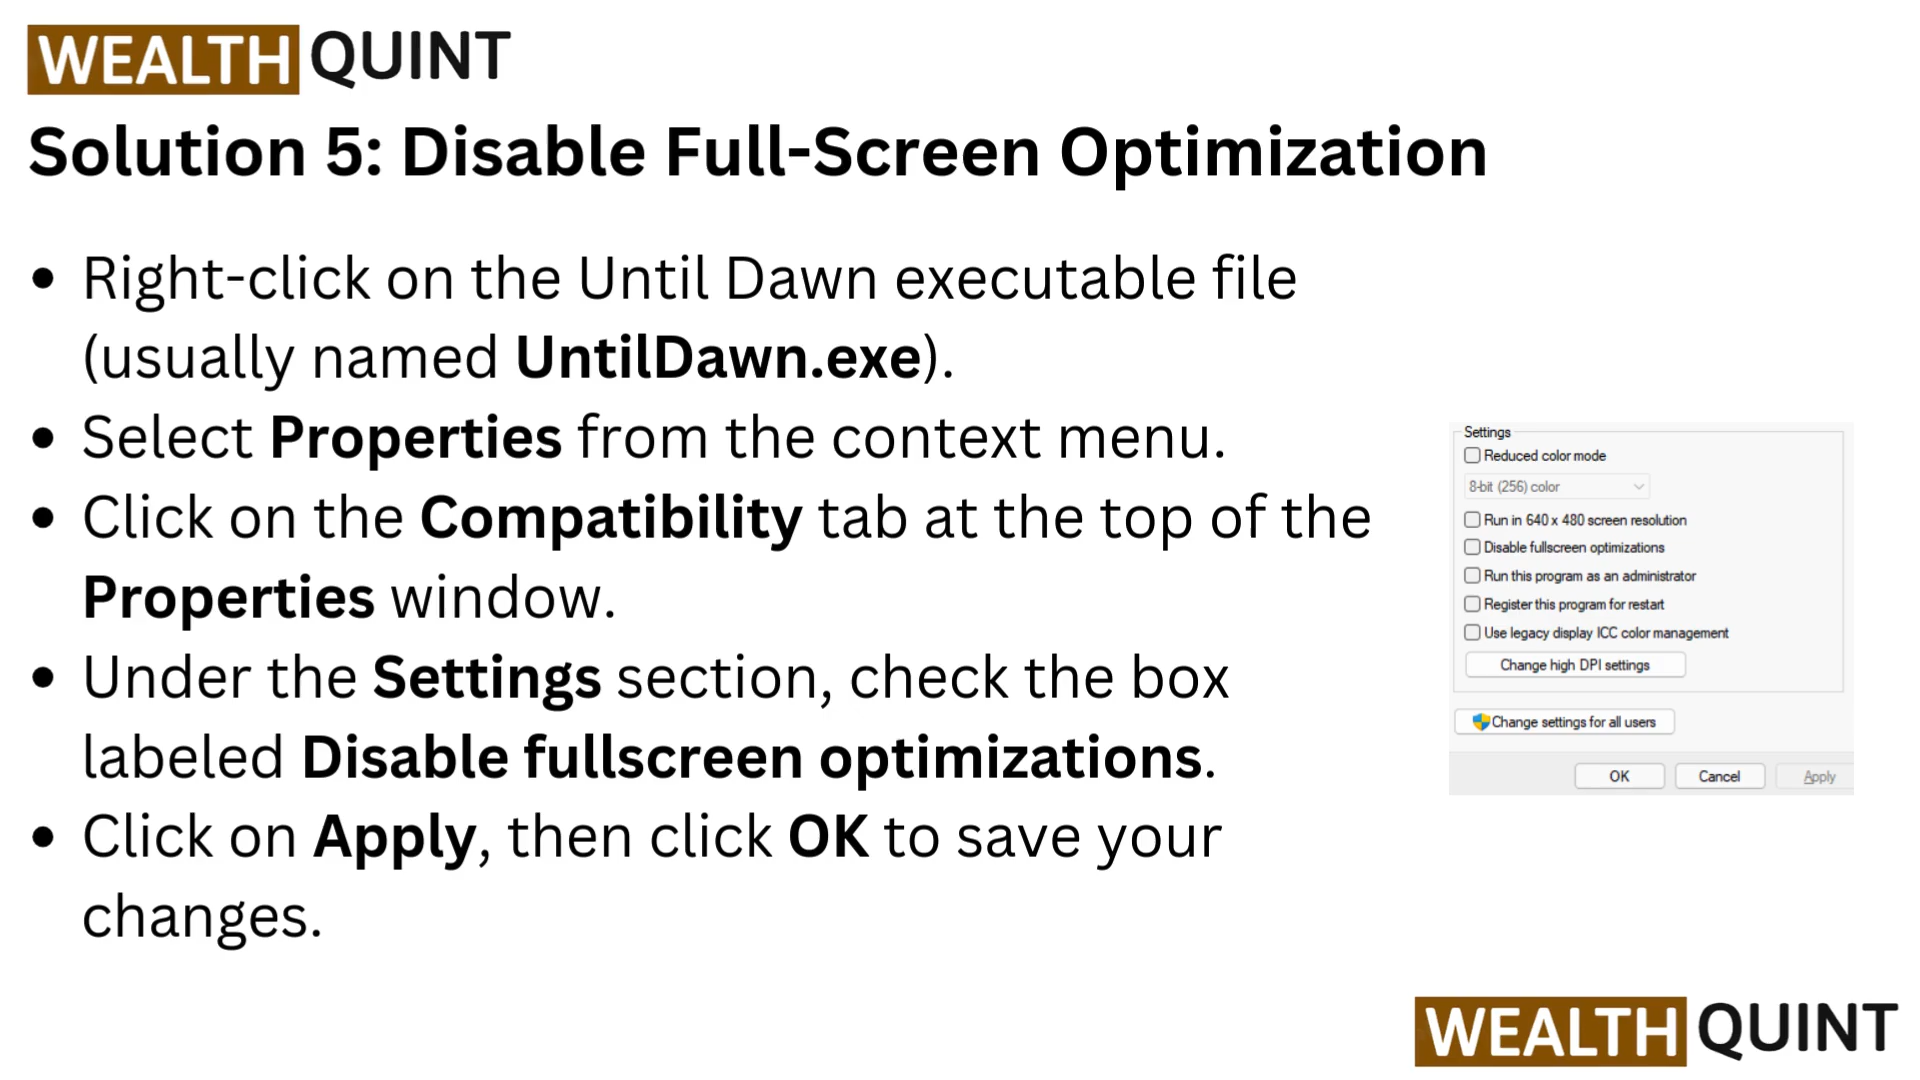 WEALTH QUINT
Solution 5: Disable Full-Screen Optimization
• Right-click on the Until Dawn executable file
(usually named UntilDawn.exe).
• Select Properties from the context menu.
• Click on the Compatibility tab at the top of the
Properties window.
• Under the Settings section, check the box
labeled Disable fullscreen optimizations.
• Click on Apply, then click OK to save your
changes.
Settings
Reduced color mode
8-bit (256) color
Run in 640 x 480 screen resolution
Disable fullscreen optimizations
Run this program as an administrator
Register this program for restart
Use legacy display ICC color management
Change high DPI settings
Change settings for all users
OK Cancel Apply
WEALTH QUINT